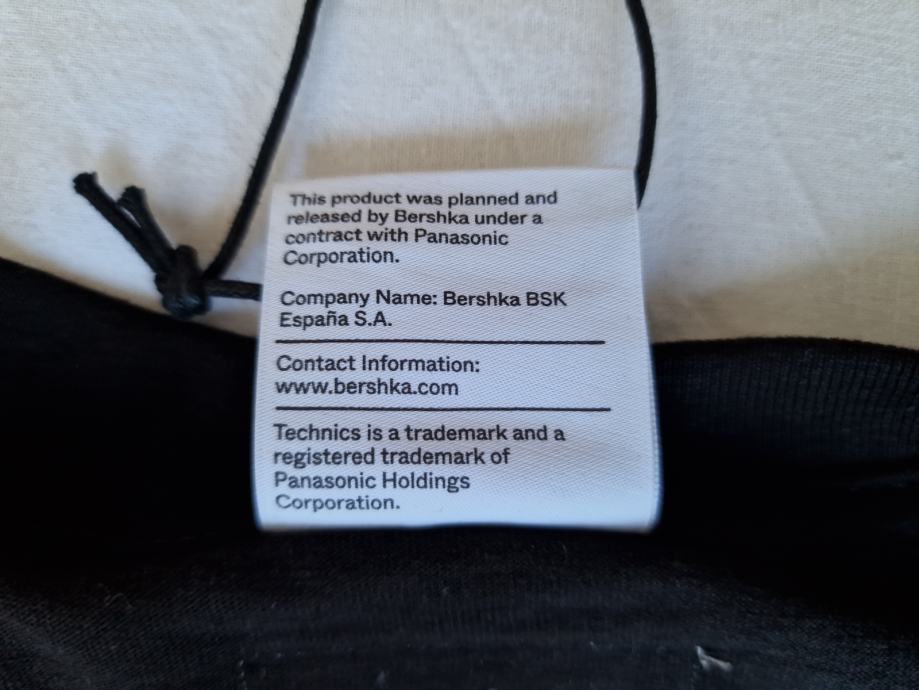 This product was planned and
released by Bershka under a
contract with Panasonic
Corporation.
Company Name: Bershka BSK
España S.A.
Contact Information:
www.bershka.com
Technics is a trademark and a
registered trademark of
Panasonic Holdings
Corporation.